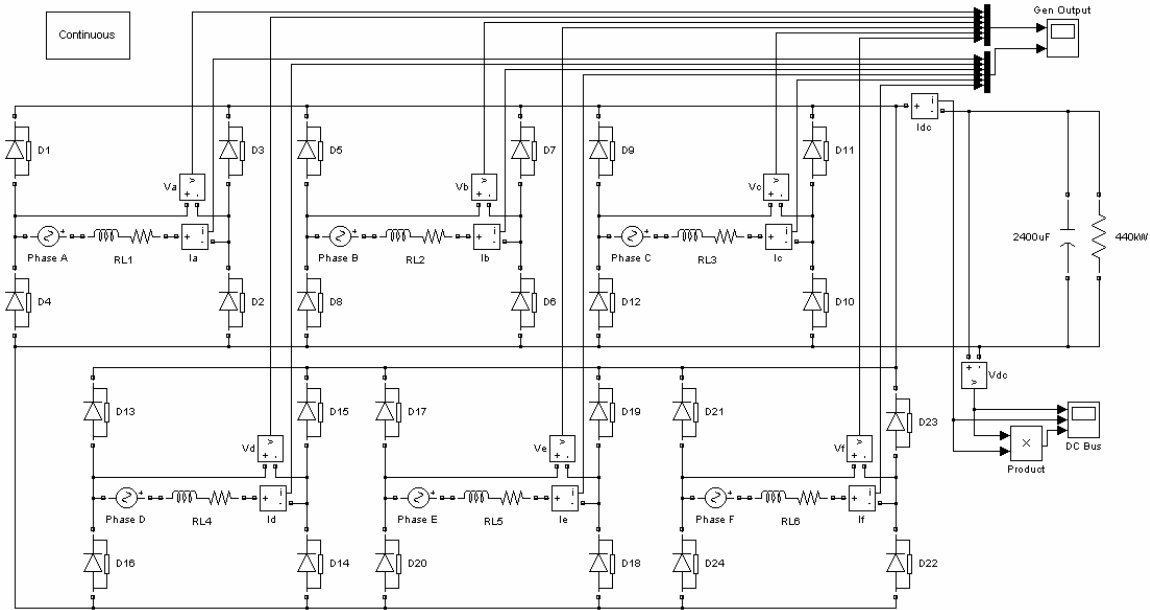 Continuous
Gen Output
Idc
D1
D3
D5
D7
D9
D11
Va
Vb
Vc
Phase A
RL1
Ia
Phase B
RL2
Ib
Phase C
RL3
Ic
2400uF
440kW
D4
D2
D8
D6
D12
D10
Vdc
D13
D15
D17
D19
D21
D23
DC Bus
Product
Vd
Ve
Vf
Phase D
RL4
Id
Phase E
RL5
Ie
Phase F
RL6
If
D16
D14
D20
D18
D24
D22